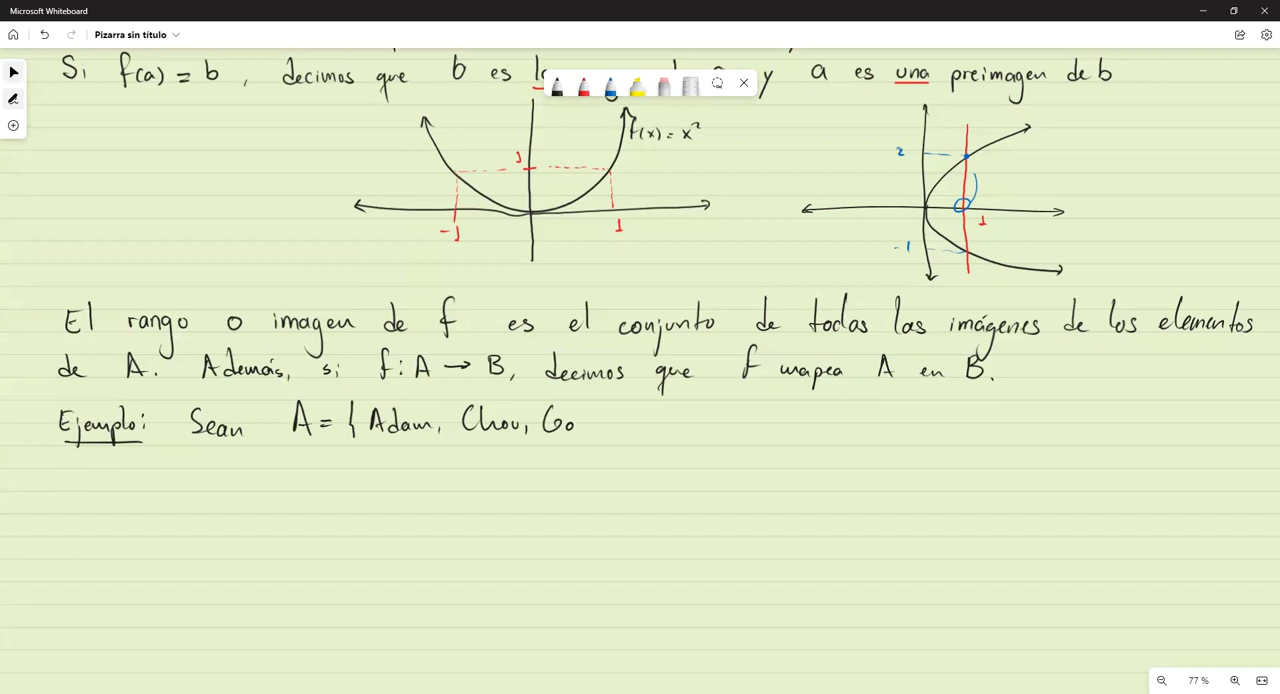 Microsoft Whiteboard
Pizarra sin título
Si f(a) = b, decimos que b es y a es una preimagen de b
f(x) = x²
1
-1
1
2
1
-1
El rango o imagen de f es el conjunto de todas las imágenes de los elementos
de A. Además, si f: A → B, decimos que f mapea A en B.
Ejemplo: Sean A = { Adam, Chou, Go
77 %